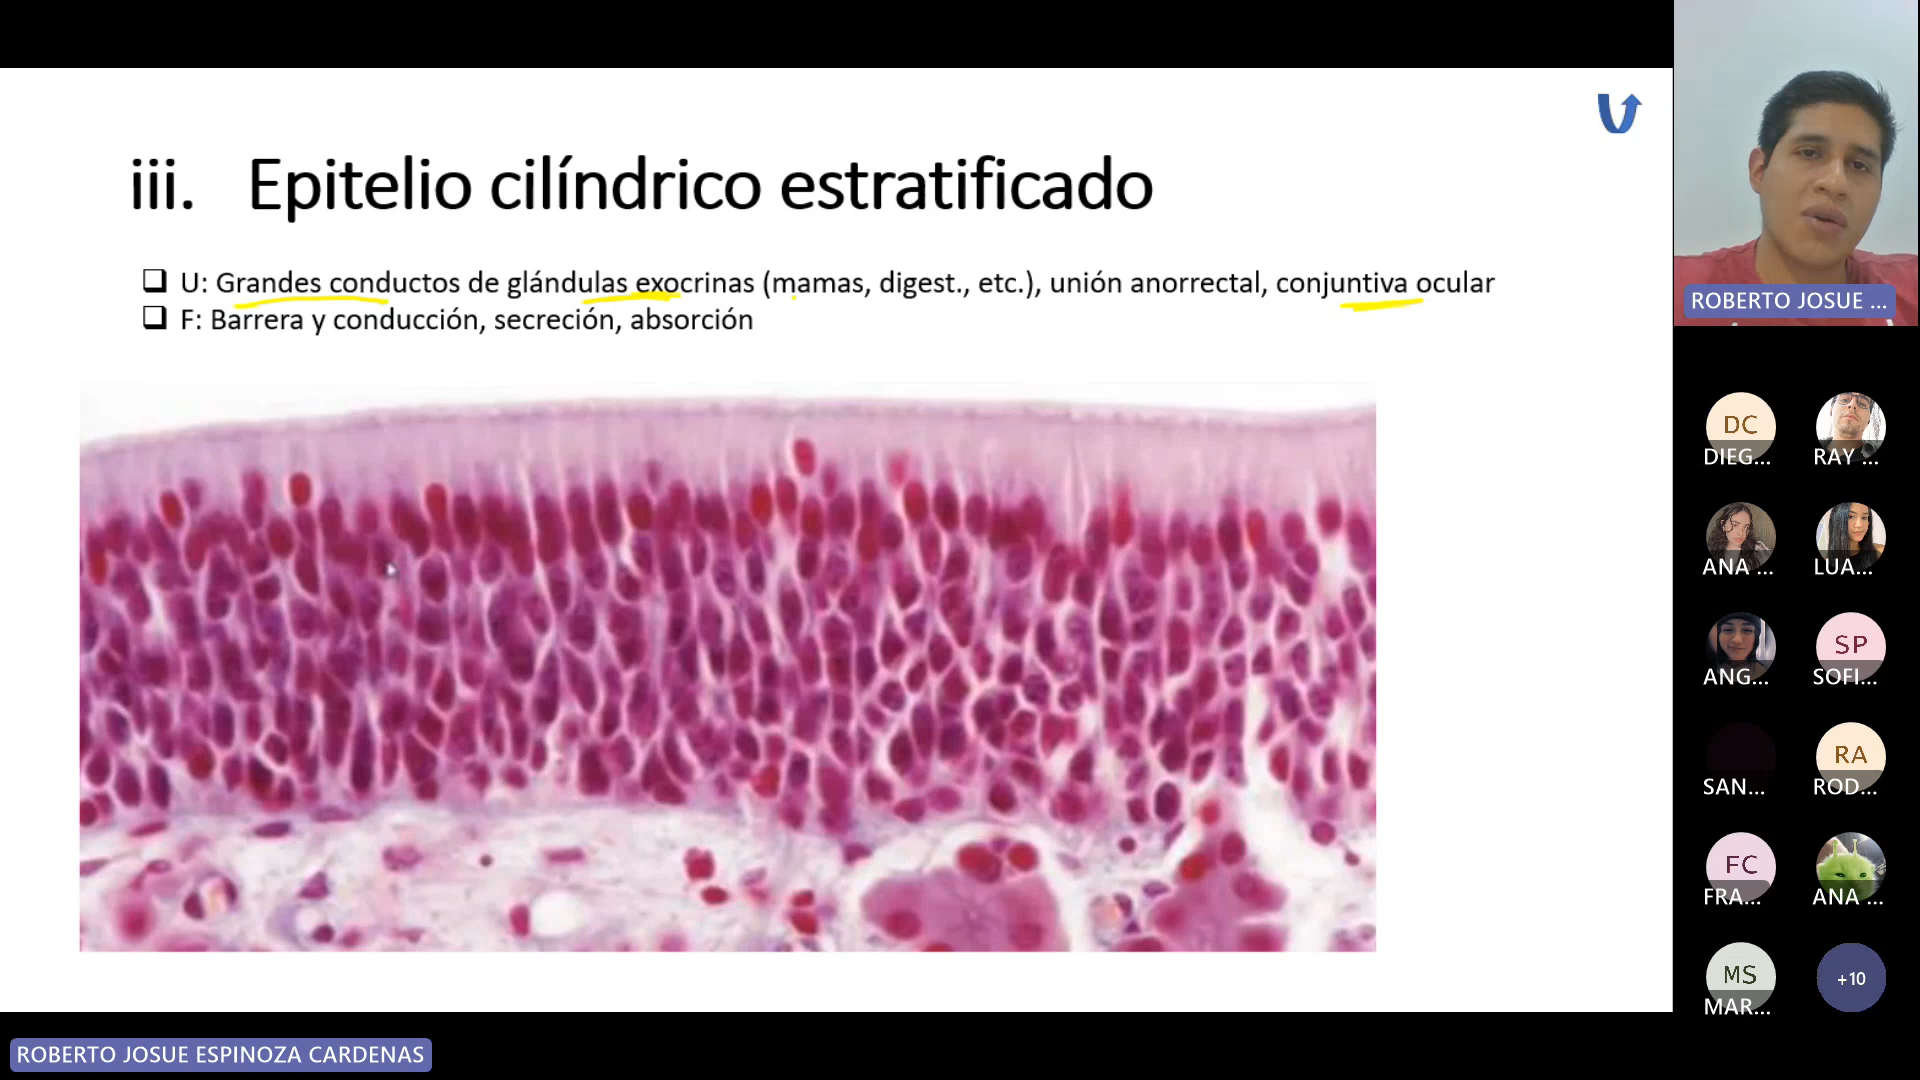 iii. Epitelio cilíndrico estratificado
❑ U: Grandes conductos de glándulas exocrinas (mamas, digest., etc.), unión anorrectal, conjuntiva ocular
❑ F: Barrera y conducción, secreción, absorción
ROBERTO JOSUE ...
DC
DIEG...
RAY ...
ANA ...
LUA...
ANG...
SP
SOFI...
SAN...
RA
ROD...
FC
FRA...
ANA ...
MS
MAR...
+10
ROBERTO JOSUE ESPINOZA CARDENAS